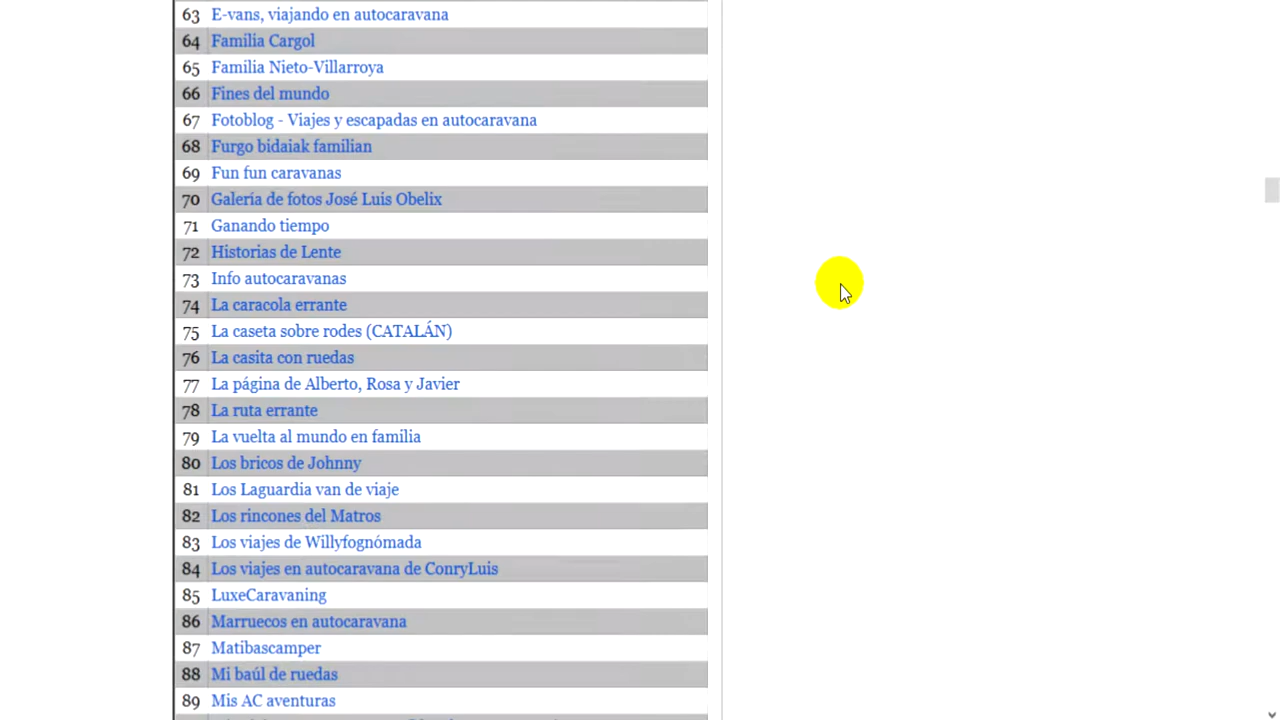 63 E-vans, viajando en autocaravana
64 Família Cargol
65 Familia Nieto-Villarroya
66 Fines del mundo
67 Fotoblog - Viajes y escapadas en autocaravana
68 Furgo bidaiak familian
69 Fun fun caravanas
70 Galería de fotos José Luis Obelix
71 Ganando tiempo
72 Historias de Lente
73 Info autocaravanas
74 La caracola errante
75 La caseta sobre rodes (CATALÁN)
76 La casita con ruedas
77 La página de Alberto, Rosa y Javier
78 La ruta errante
79 La vuelta al mundo en familia
80 Los bricos de Johnny
81 Los Laguardia van de viaje
82 Los rincones del Matros
83 Los viajes de Willyfognómada
84 Los viajes en autocaravana de ConryLuis
85 LuxeCaravaning
86 Marruecos en autocaravana
87 Matibascamper
88 Mi baúl de ruedas
89 Mis AC aventuras